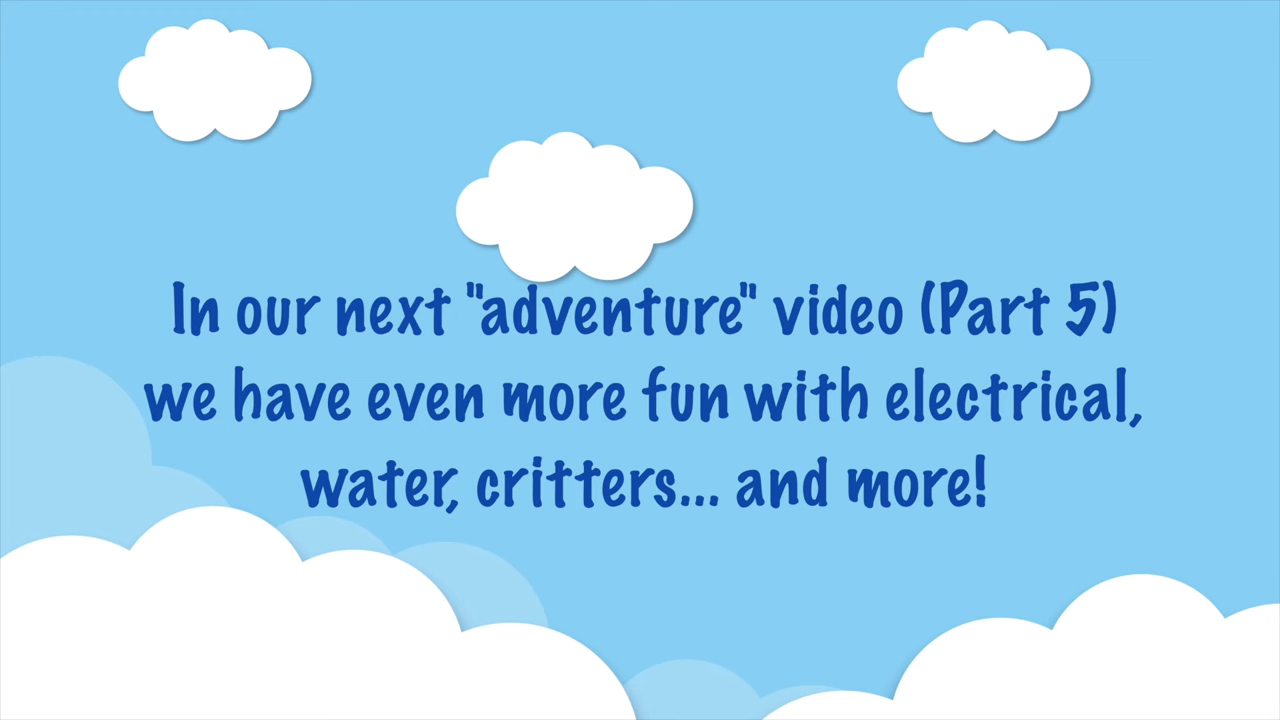 In our next "adventure" video (Part 5)
we have even more fun with electrical,
water, critters... and more!